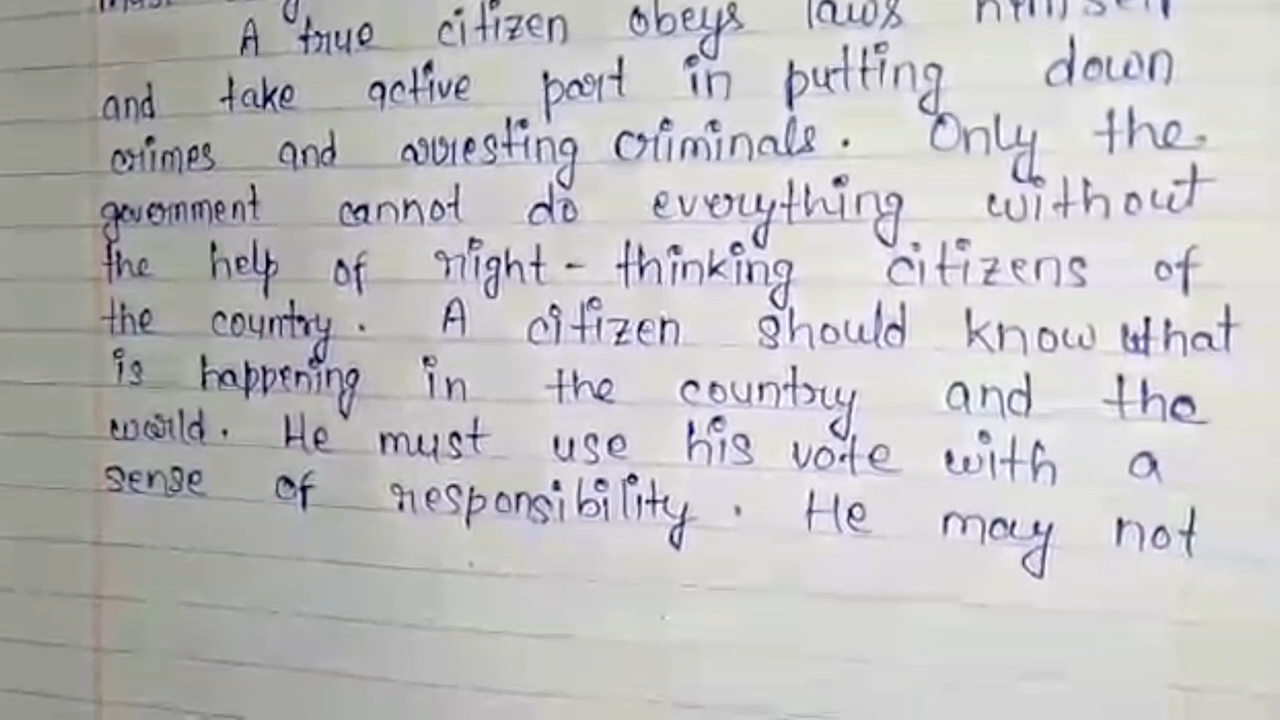 A true citizen obeys laws himself
and take active part in putting down
crimes and arresting criminals. Only the
government cannot do everything without
the help of right-thinking citizens of
the country. A citizen should know what
is happening in the country and the
world. He must use his vote with a
sense of responsibility. He may not